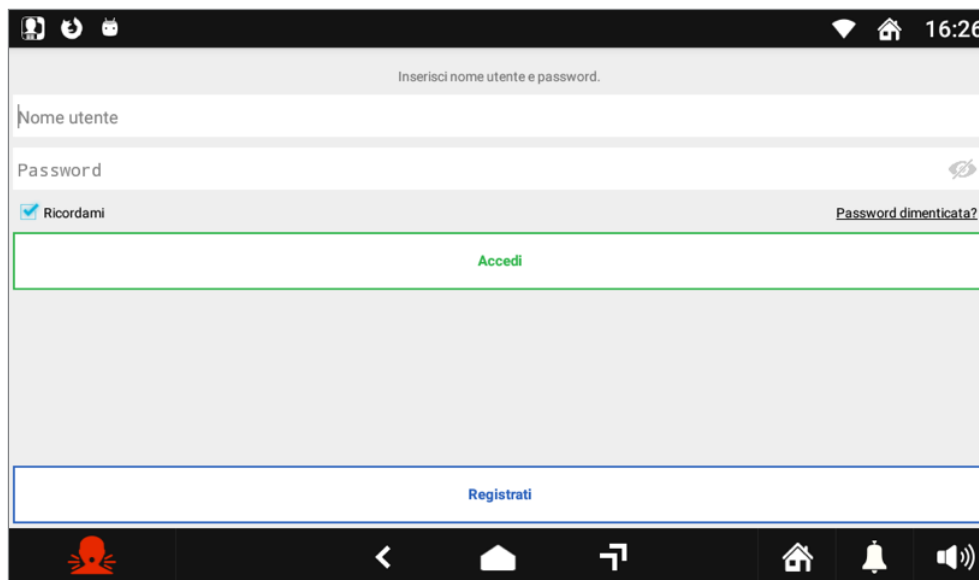 16:26
Inserisci nome utente e password.
Nome utente
Password
Ricordami
Password dimenticata?
Accedi
Registrati